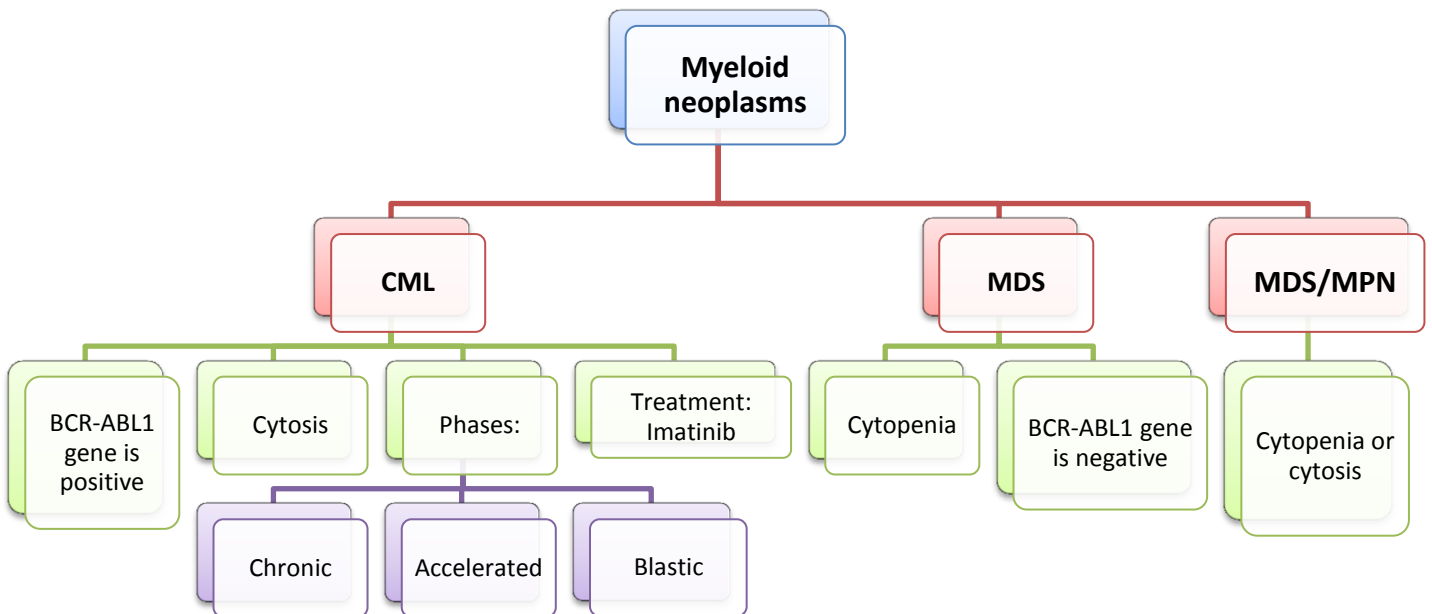 Myeloid
neoplasms
CML
MDS
MDS/MPN
BCR-ABL1
gene is
positive
Cytosis
Phases:
Treatment:
Imatinib
Cytopenia
BCR-ABL1 gene
is negative
Cytopenia or
cytosis
Chronic
Accelerated
Blastic